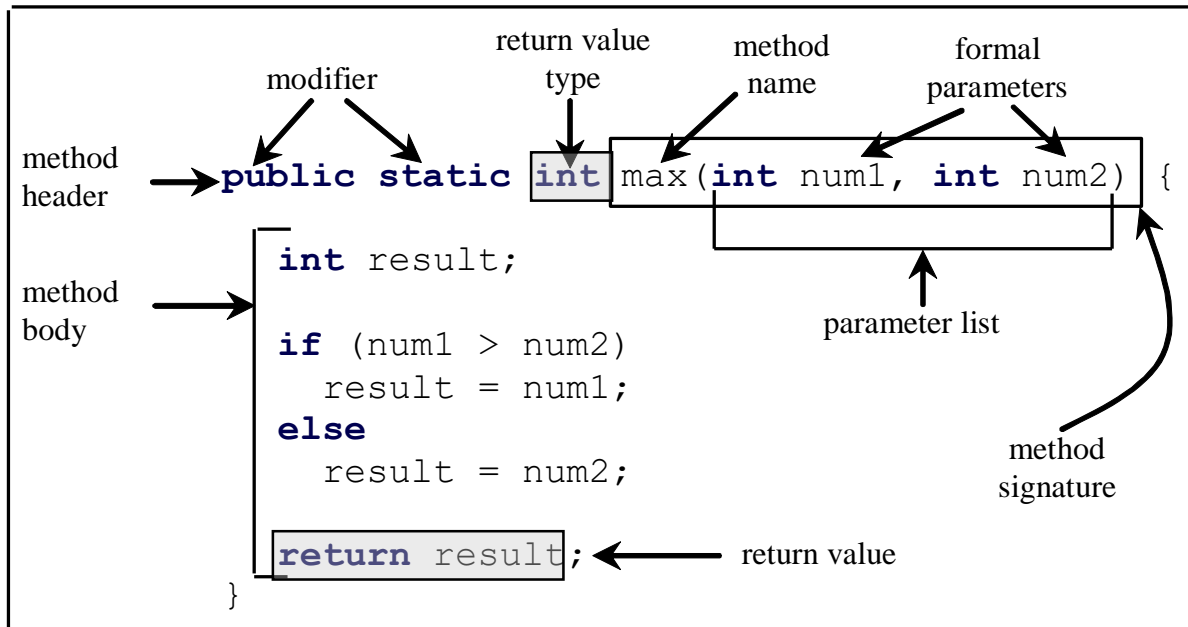 return value
type
method
name
formal
parameters
modifier
method
header
public static int max(int num1, int num2) {
method
body
int result;
parameter list
if (num1 > num2)
result = num1;
else
result = num2;
method
signature
return result;
return value
}